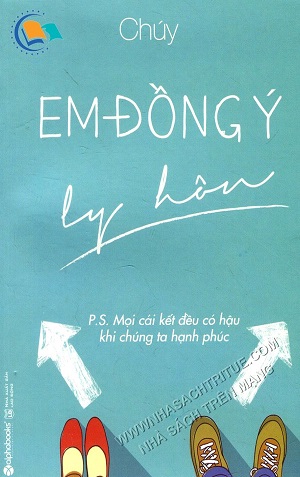 Chúy
EM ĐỒNG Ý
ly hôn
P.S. Mọi cái kết đều có hậu
khi chúng ta hạnh phúc
WWW.NHASACHTRITUE.COM
NHÀ SÁCH TRÊN MẠNG
alphabooks